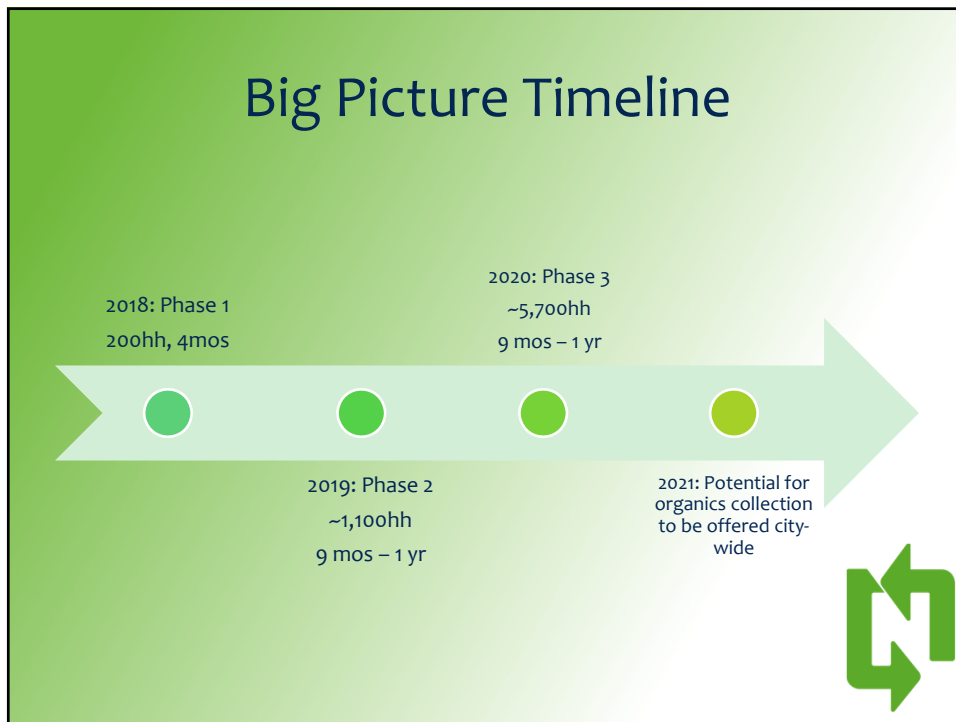 Big Picture Timeline
2018: Phase 1
200hh, 4mos
2019: Phase 2
~1,100hh
9 mos – 1 yr
2020: Phase 3
~5,700hh
9 mos – 1 yr
2021: Potential for
organics collection
to be offered city-
wide